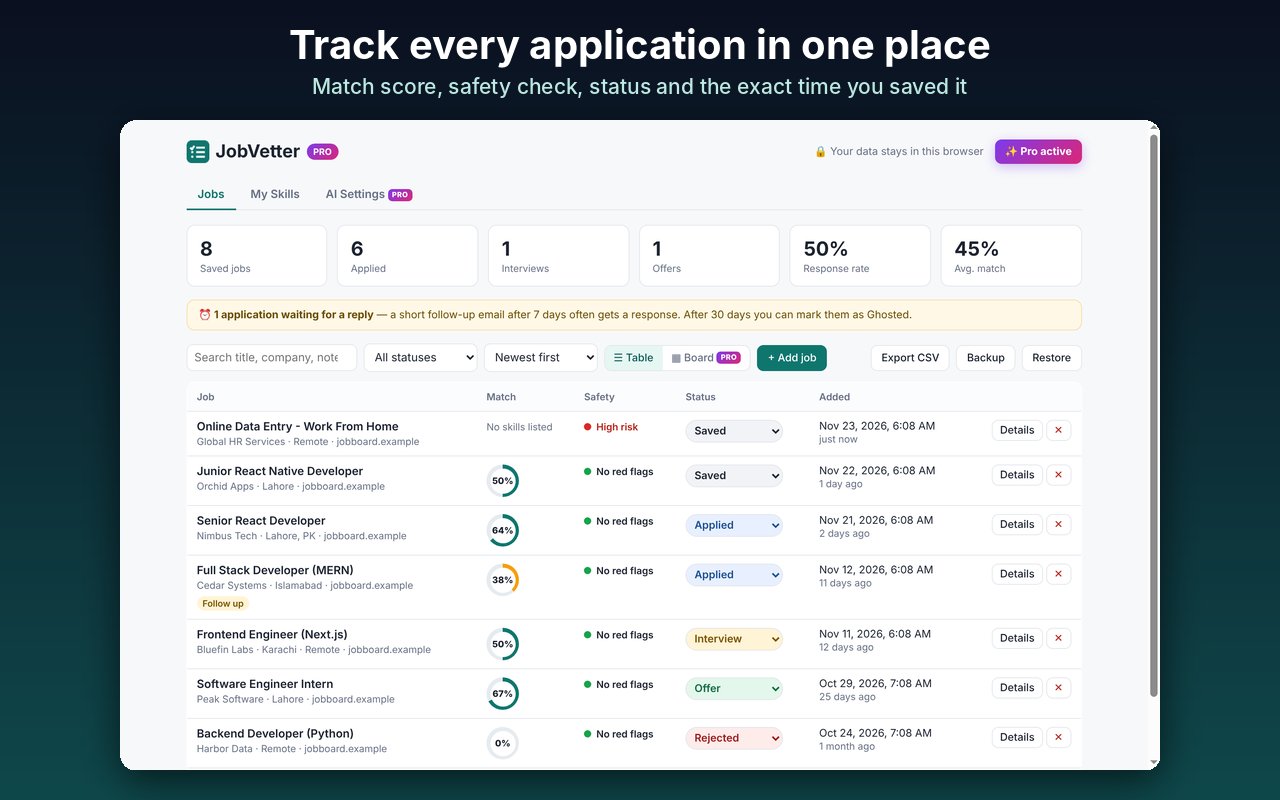 Track every application in one place
Match score, safety check, status and the exact time you saved it
JobVetter PRO
🔒 Your data stays in this browser
✨ Pro active
Jobs My Skills AI Settings PRO
8 6 1 1 50% 45%
Saved jobs Applied Interviews Offers Response rate Avg. match
⏰ 1 application waiting for a reply — a short follow-up email after 7 days often gets a response. After 30 days you can mark them as Ghosted.
Search title, company, note All statuses Newest first ☰ Table ▦ Board PRO + Add job Export CSV Backup Restore
Job Match Safety Status Added
Online Data Entry - Work From Home No skills listed High risk Saved Nov 23, 2026, 6:08 AM Details ✕
Global HR Services · Remote · jobboard.example just now
Junior React Native Developer 50% No red flags Saved Nov 22, 2026, 6:08 AM Details ✕
Orchid Apps · Lahore · jobboard.example 1 day ago
Senior React Developer 64% No red flags Applied Nov 21, 2026, 6:08 AM Details ✕
Nimbus Tech · Lahore, PK · jobboard.example 2 days ago
Full Stack Developer (MERN) 38% No red flags Applied Nov 12, 2026, 6:08 AM Details ✕
Cedar Systems · Islamabad · jobboard.example 11 days ago
Follow up
Frontend Engineer (Next.js) 50% No red flags Interview Nov 11, 2026, 6:08 AM Details ✕
Bluefin Labs · Karachi · Remote · jobboard.example 12 days ago
Software Engineer Intern 67% No red flags Offer Oct 29, 2026, 7:08 AM Details ✕
Peak Software · Lahore · jobboard.example 25 days ago
Backend Developer (Python) 0% No red flags Rejected Oct 24, 2026, 7:08 AM Details ✕
Harbor Data · Remote · jobboard.example 1 month ago